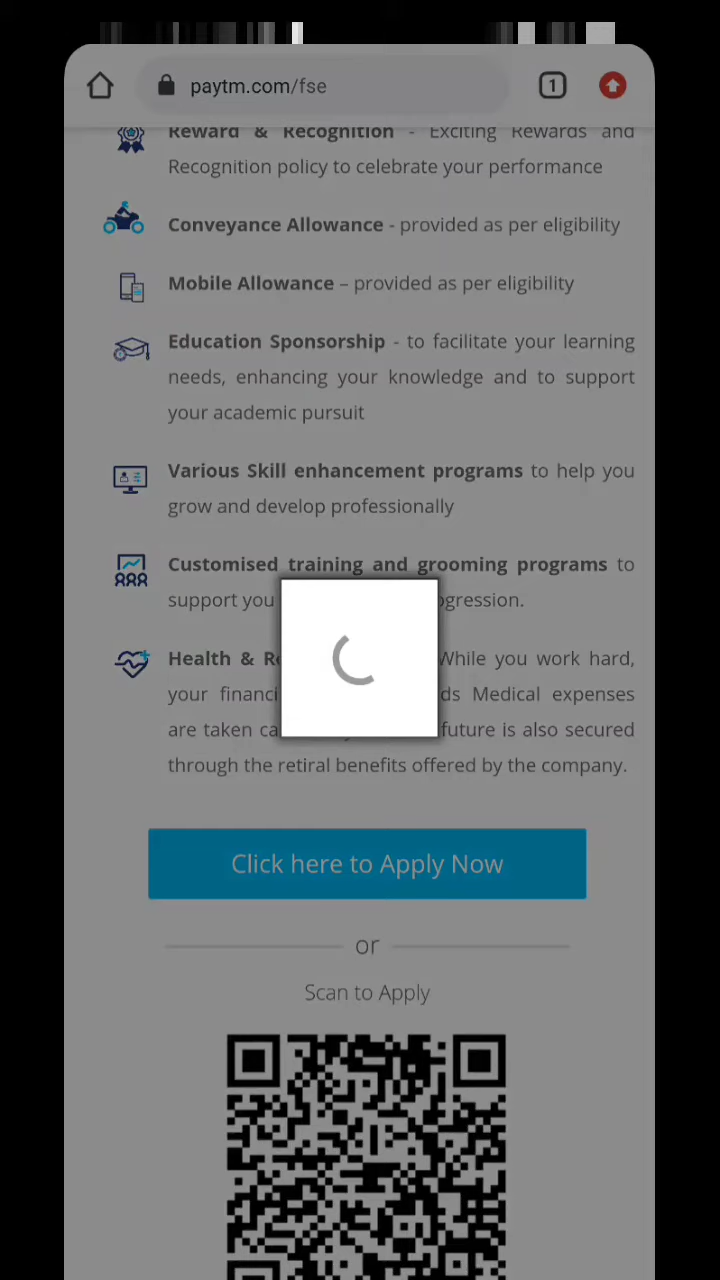 1
paytm.com/fse
Reward & Recognition - Exciting Rewards and
Recognition policy to celebrate your performance
Conveyance Allowance - provided as per eligibility
Mobile Allowance – provided as per eligibility
Education Sponsorship - to facilitate your learning
needs, enhancing your knowledge and to support
your academic pursuit
Various Skill enhancement programs to help you
grow and develop professionally
Customised training and grooming programs to
support you
Health & While you work hard,
your Medical expenses
are taken future is also secured
through the retiral benefits offered by the company.
Click here to Apply Now
or
Scan to Apply